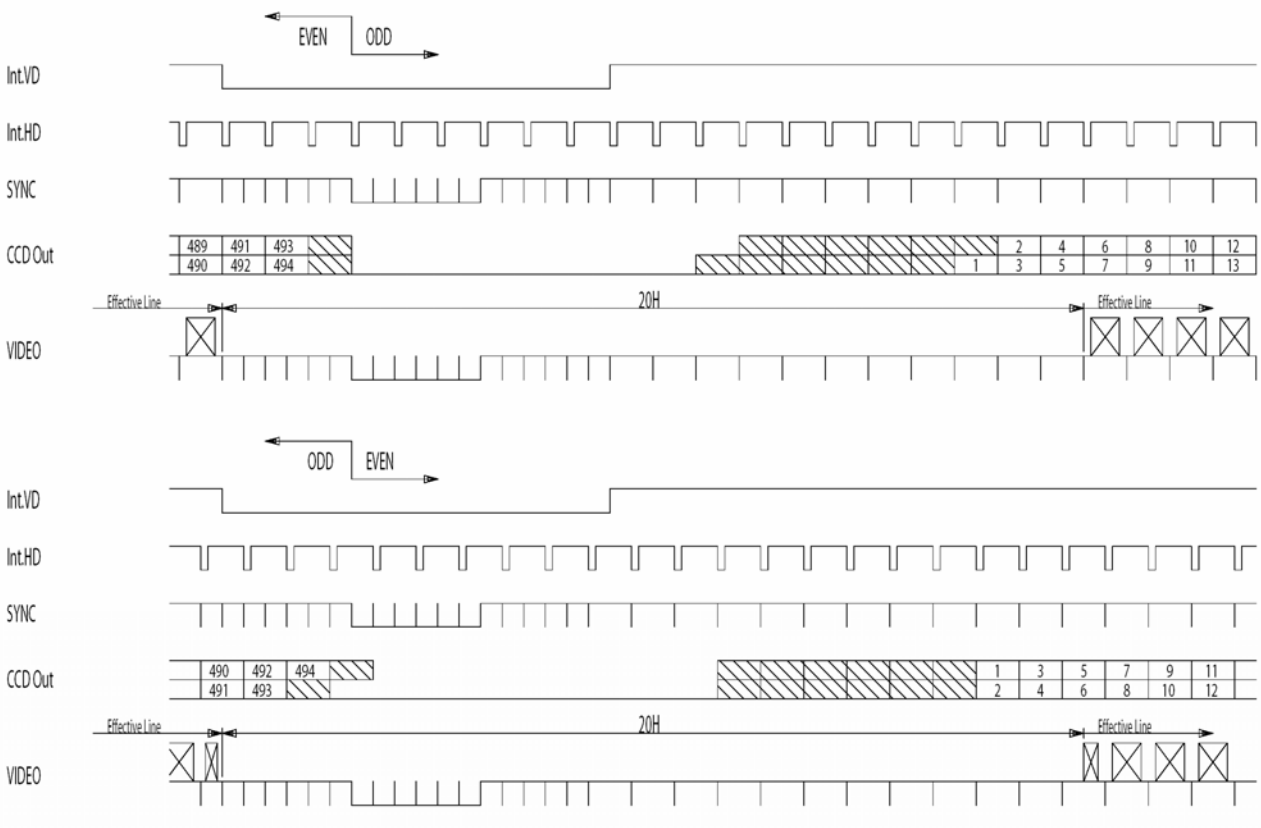 EVEN ODD
Int.VD
Int.HD
SYNC
489 491 493 2 4 6 8 10 12
CCD Out
490 492 494 1 3 5 7 9 11 13
Effective Line 20H Effective Line
VIDEO
ODD EVEN
Int.VD
Int.HD
SYNC
490 492 494 1 3 5 7 9 11
CCD Out
491 493 2 4 6 8 10 12
Effective Line 20H Effective Line
VIDEO